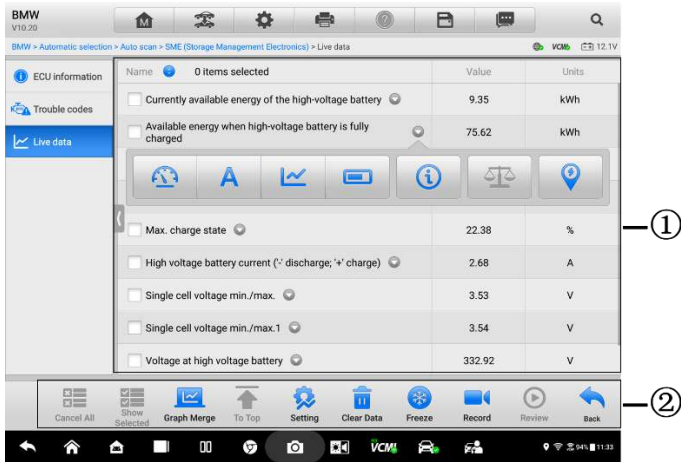 BMW
V10.20
BMW > Automatic selection > Auto scan > SME (Storage Management Electronics) > Live data
VCMI
12.1V
ECU information
Trouble codes
Live data
Name 0 items selected Value Units
Currently available energy of the high-voltage battery 9.35 kWh
Available energy when high-voltage battery is fully
charged 75.62 kWh
A
Max. charge state 22.38 %
High voltage battery current ('-' discharge; '+' charge) 2.68 A
Single cell voltage min./max. 3.53 V
Single cell voltage min./max.1 3.54 V
Voltage at high voltage battery 332.92 V
①
Cancel All
Show
Selected
Graph Merge
To Top
Setting
Clear Data
Freeze
Record
Review
Back
②
VCMI
94% 11:33